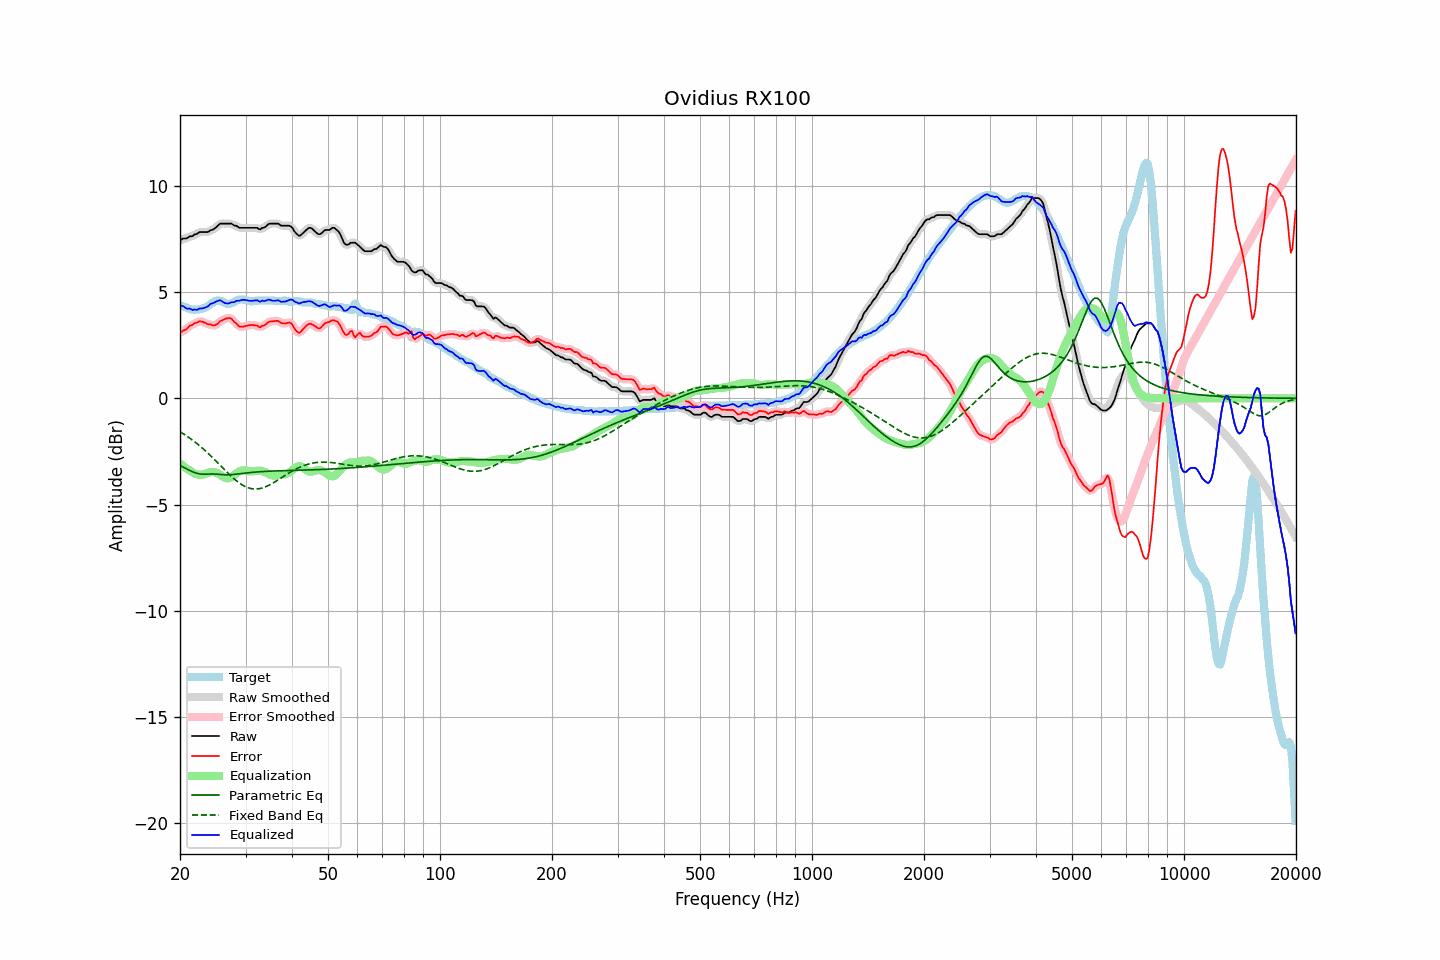 Ovidius RX100
Amplitude (dBr)
10
5
0
−5
−10
−15
−20
Target
Raw Smoothed
Error Smoothed
Raw
Error
Equalization
Parametric Eq
Fixed Band Eq
Equalized
20 50 100 200 500 1000 2000 5000 10000 20000
Frequency (Hz)